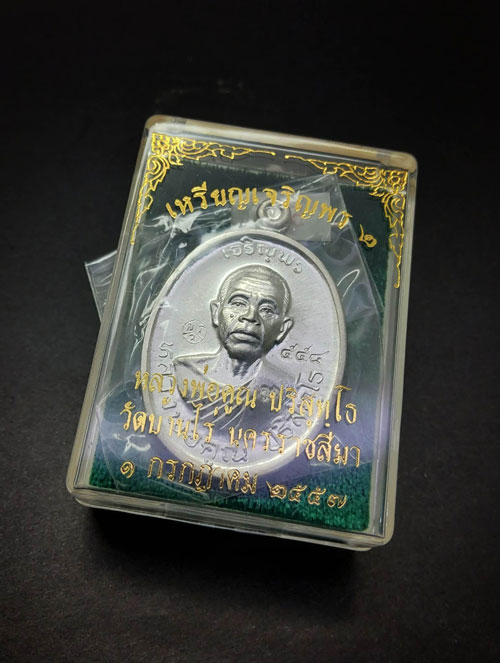 เหรียญเจริญพร ๒
เจริญพร
๕๕๔
หลวงพ่อคูณ ปริสุทฺโธ
วัดบ้านไร่ นครราชสีมา
๑ กรกฎาคม ๒๕๕๗